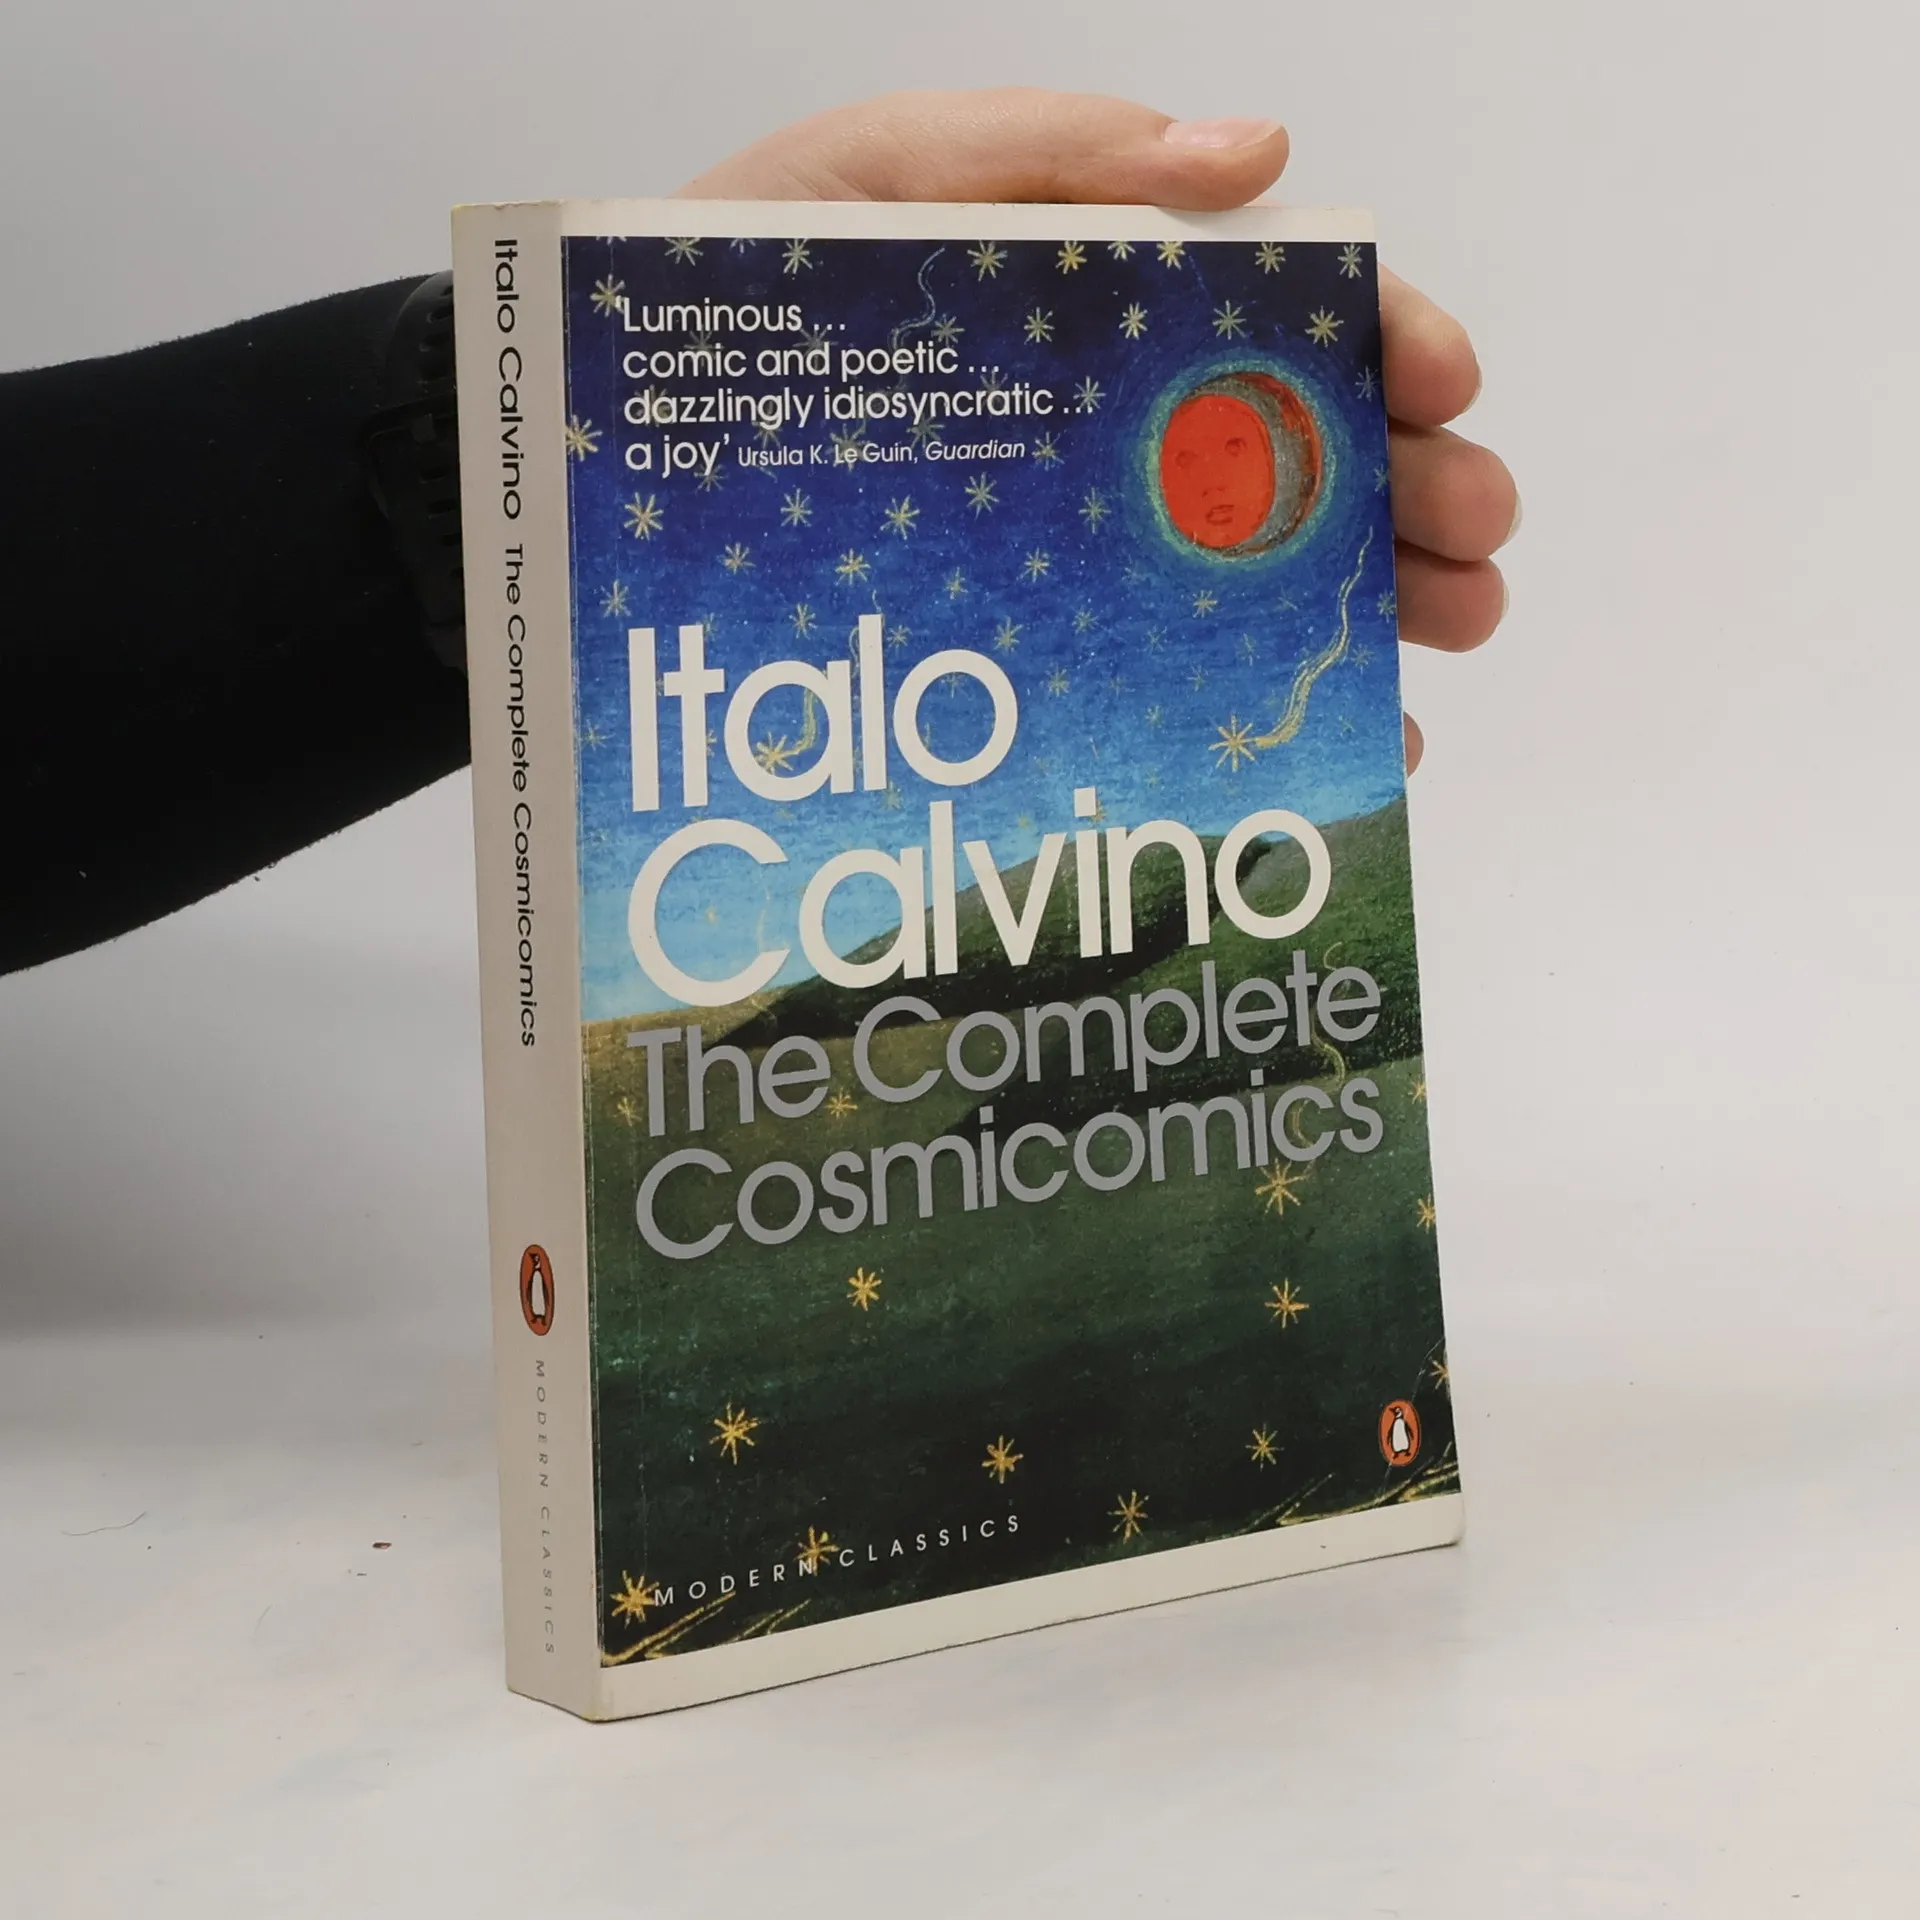 Italo Calvino The Complete Cosmicomics
MODERN CLASSICS
‘Luminous ...
comic and poetic ...
dazzlingly idiosyncratic ...
a joy’ Ursula K. Le Guin, Guardian
Italo
Calvino
The Complete
Cosmicomics
MODERN CLASSICS